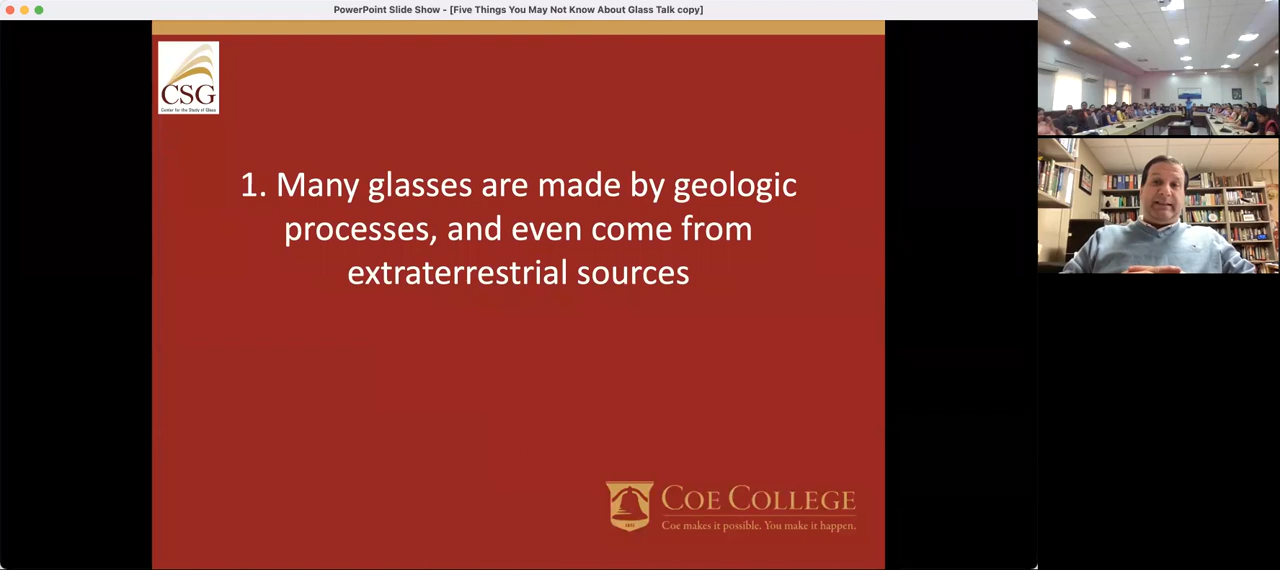 PowerPoint Slide Show - [Five Things You May Not Know About Glass Talk copy]
CSG
Center for the Study of Glass
1. Many glasses are made by geologic
processes, and even come from
extraterrestrial sources
COE COLLEGE
Coe makes it possible. You make it happen.